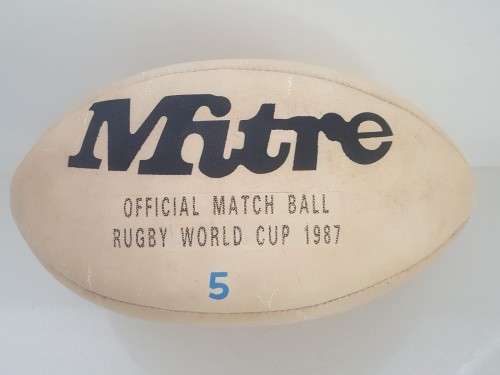 Mitre
OFFICIAL MATCH BALL
RUGBY WORLD CUP 1987
5